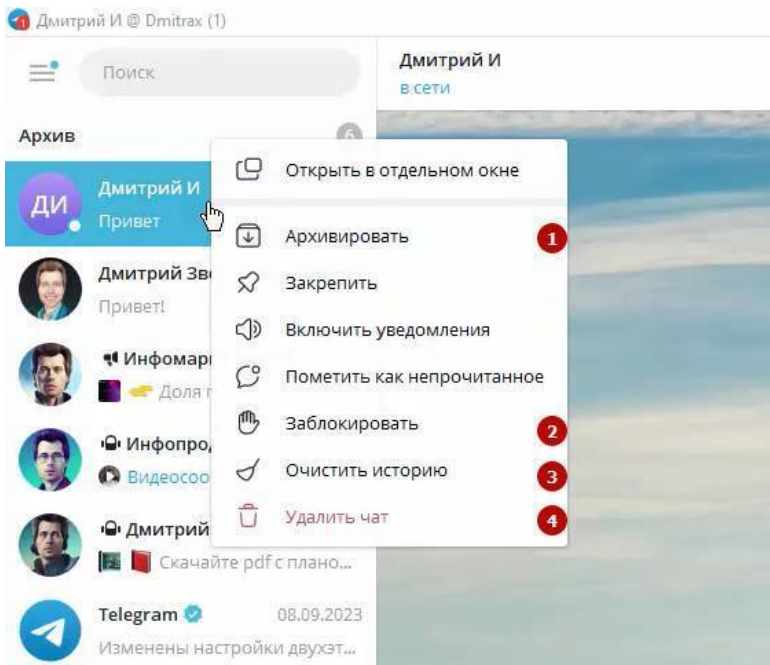 Дмитрий И @ Dmitrax (1)
Поиск
Дмитрий И
в сети
Архив
6
Открыть в отдельном окне
ДИ
Дмитрий И
Привет
Архивировать
1
Дмитрий Зв
Привет!
Закрепить
Включить уведомления
Инфомар
Доля
Пометить как непрочитанное
Заблокировать
2
Инфопро
Видеосоо
Очистить историю
3
Удалить чат
4
Дмитрий
Скачайте pdf с плано...
Telegram
08.09.2023
Изменены настройки двухэт...